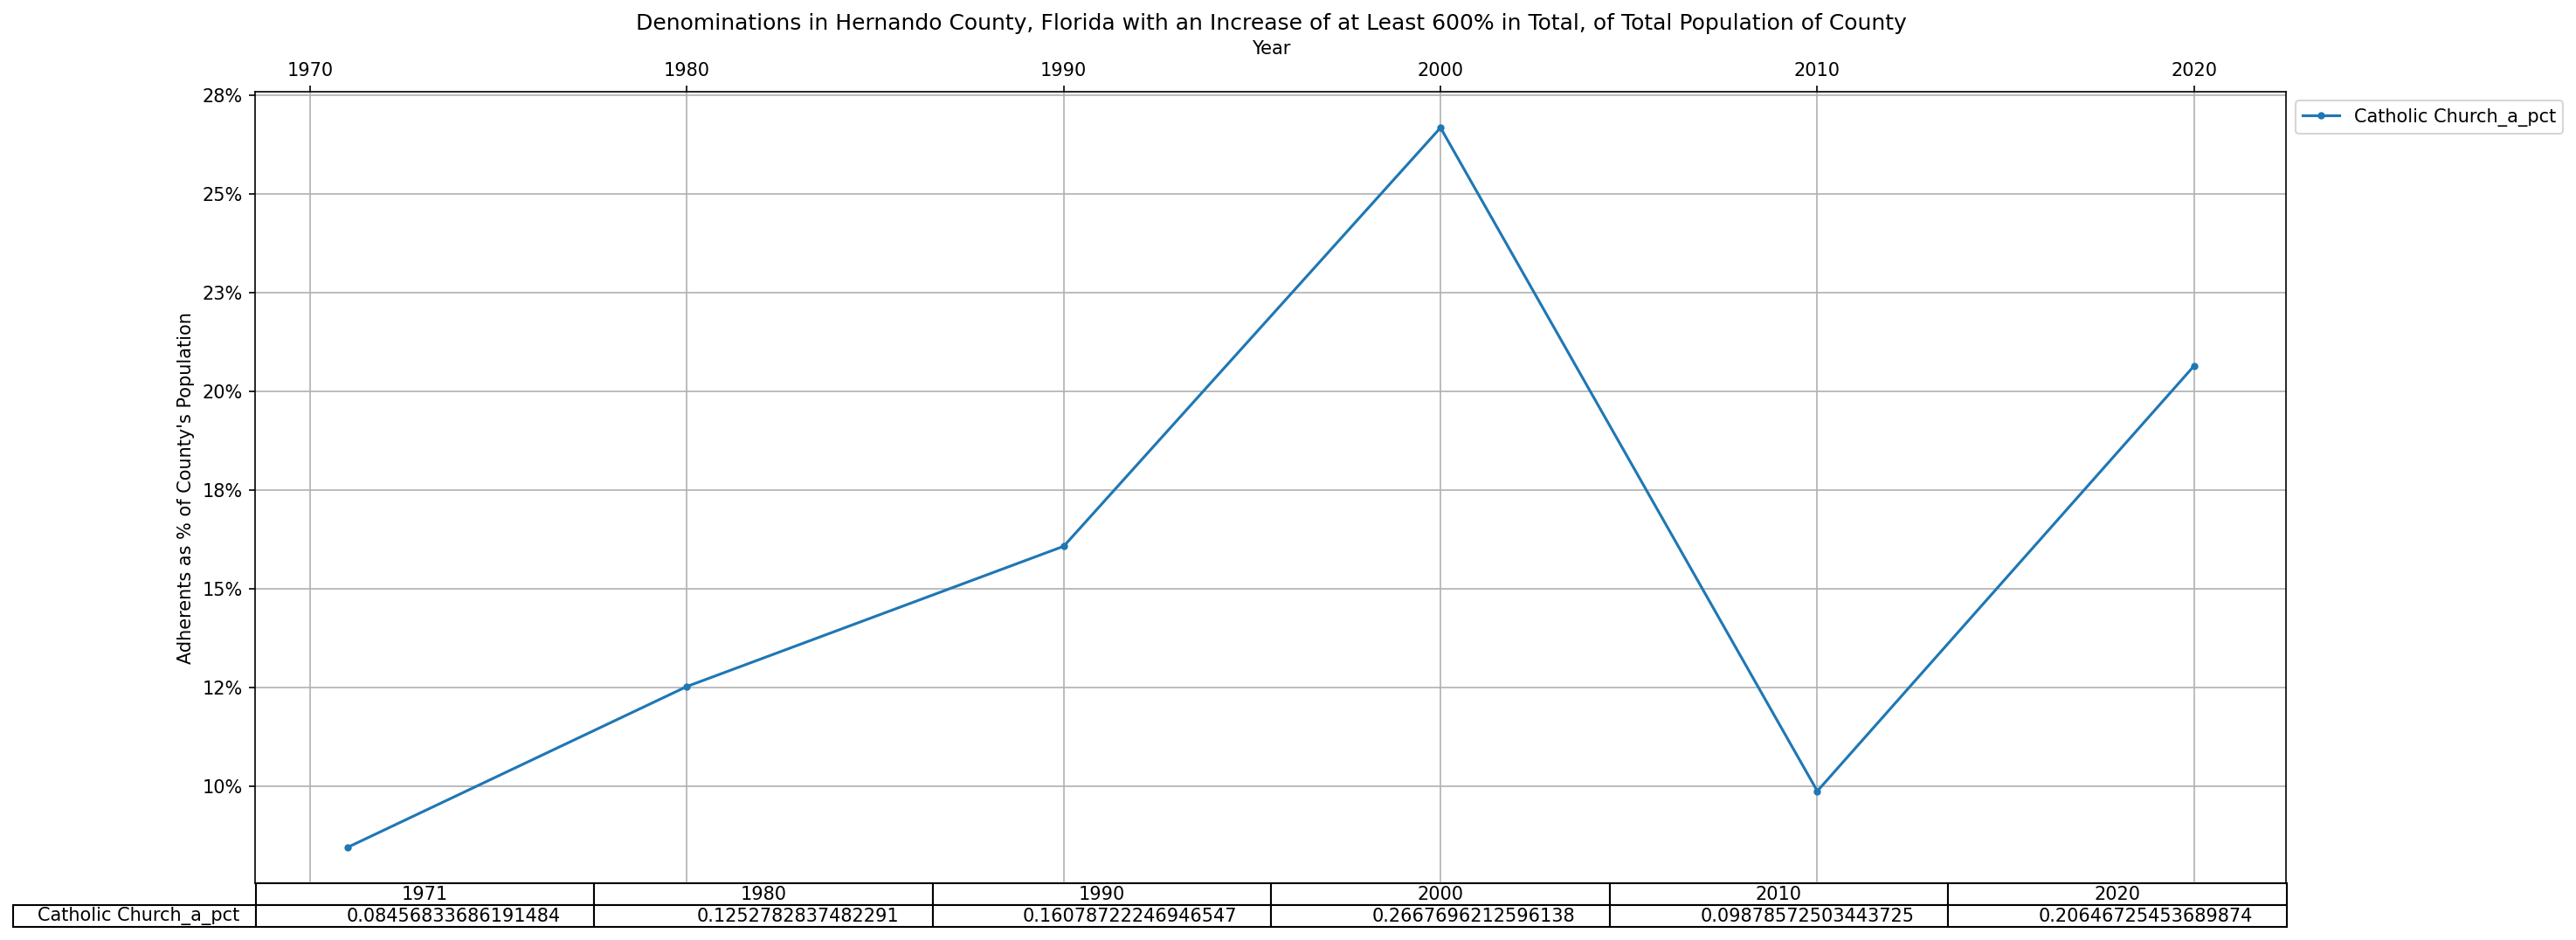 Denominations in Hernando County, Florida with an Increase of at Least 600% in Total, of Total Population of County
Year
1970 1980 1990 2000 2010 2020
28%
25%
23%
20%
18%
15%
12%
10%
Adherents as % of County's Population
Catholic Church_a_pct
1971 1980 1990 2000 2010 2020
Catholic Church_a_pct 0.08456833686191484 0.1252782837482291 0.16078722246946547 0.2667696212596138 0.09878572503443725 0.20646725453689874